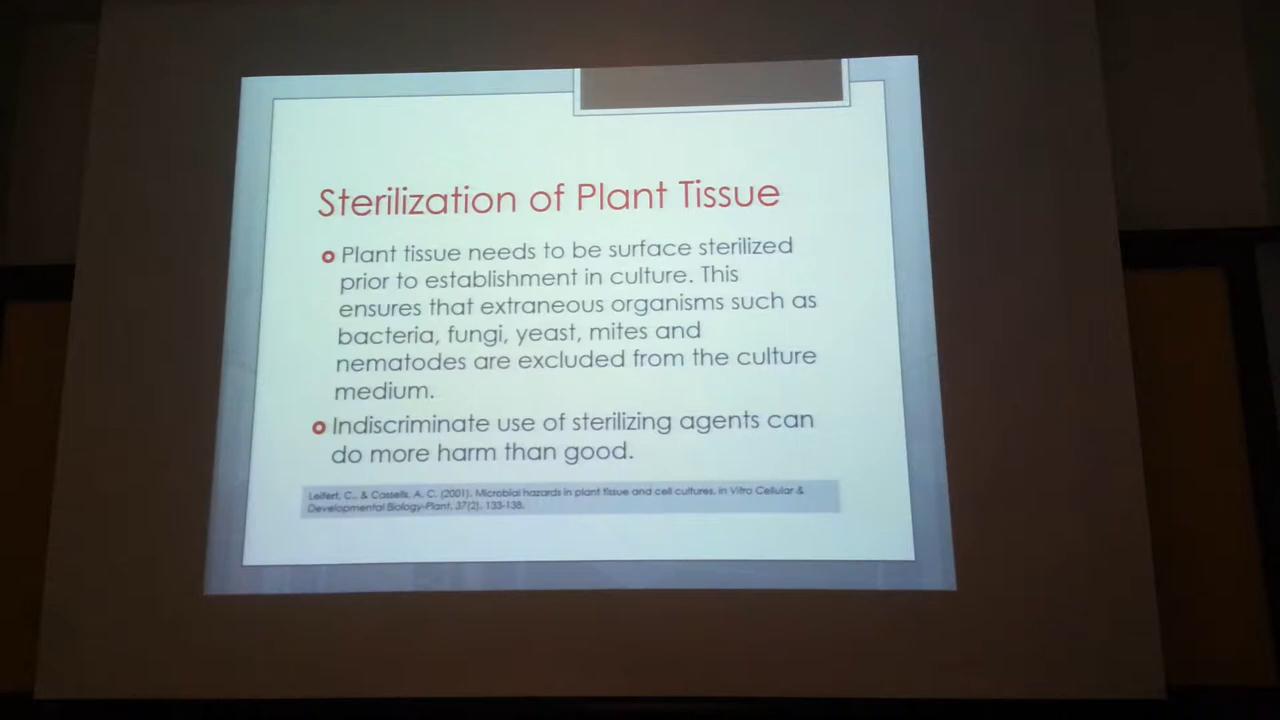 Sterilization of Plant Tissue
Plant tissue needs to be surface sterilized
prior to establishment in culture. This
ensures that extraneous organisms such as
bacteria, fungi, yeast, mites and
nematodes are excluded from the culture
medium.
Indiscriminate use of sterilizing agents can
do more harm than good.
Leifert, C., & Cassells, A. C. (2001). Microbial hazards in plant tissue and cell cultures. In Vitro Cellular &
Developmental Biology-Plant, 37(2), 133-138.